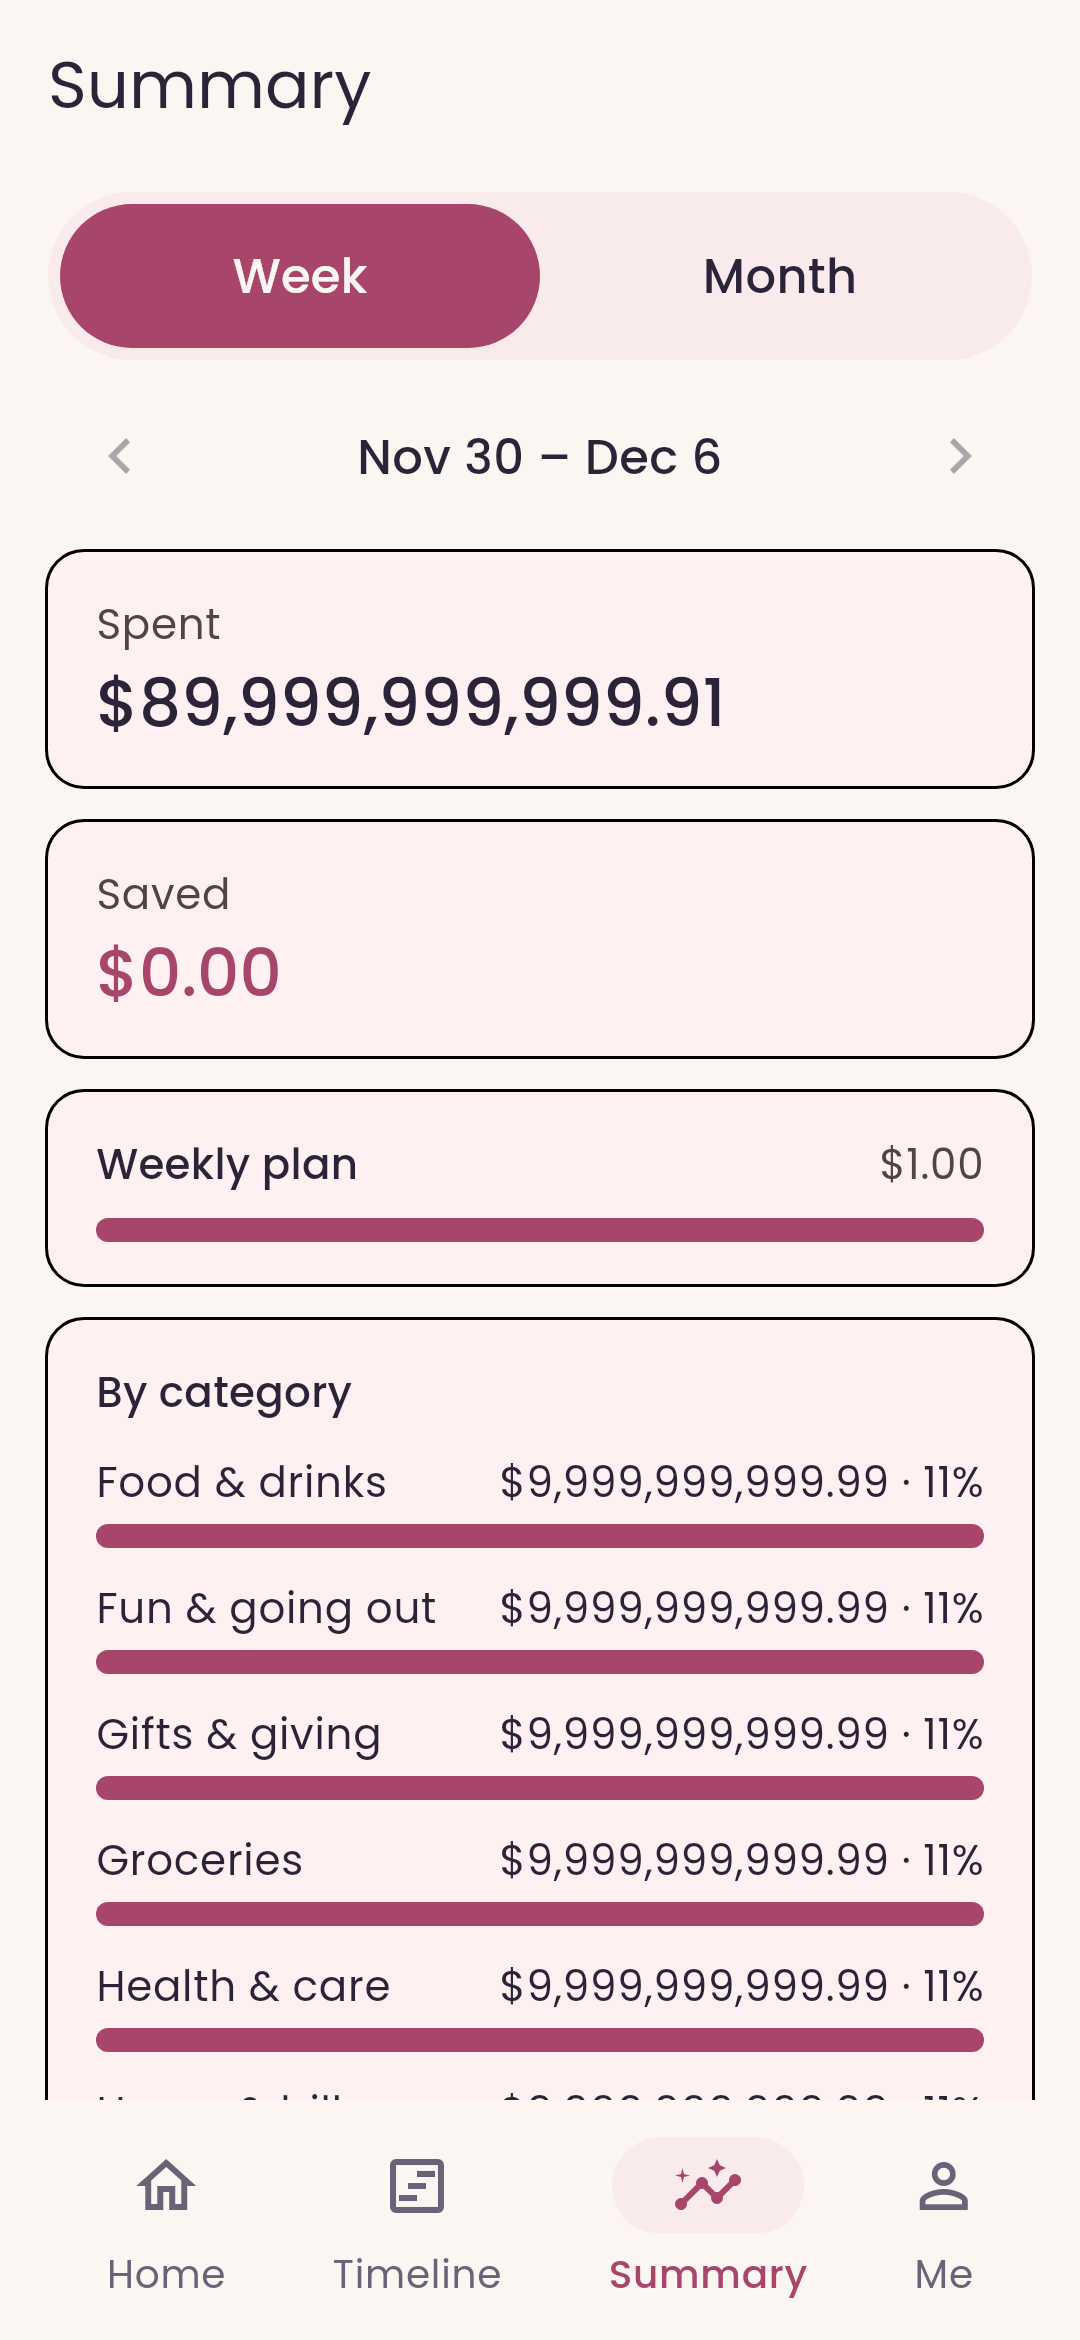 Summary
Week
Month
Nov 30 – Dec 6
Spent
$89,999,999,999.91
Saved
$0.00
Weekly plan $1.00
By category
Food & drinks $9,999,999,999.99 · 11%
Fun & going out $9,999,999,999.99 · 11%
Gifts & giving $9,999,999,999.99 · 11%
Groceries $9,999,999,999.99 · 11%
Health & care $9,999,999,999.99 · 11%
Home Timeline Summary Me